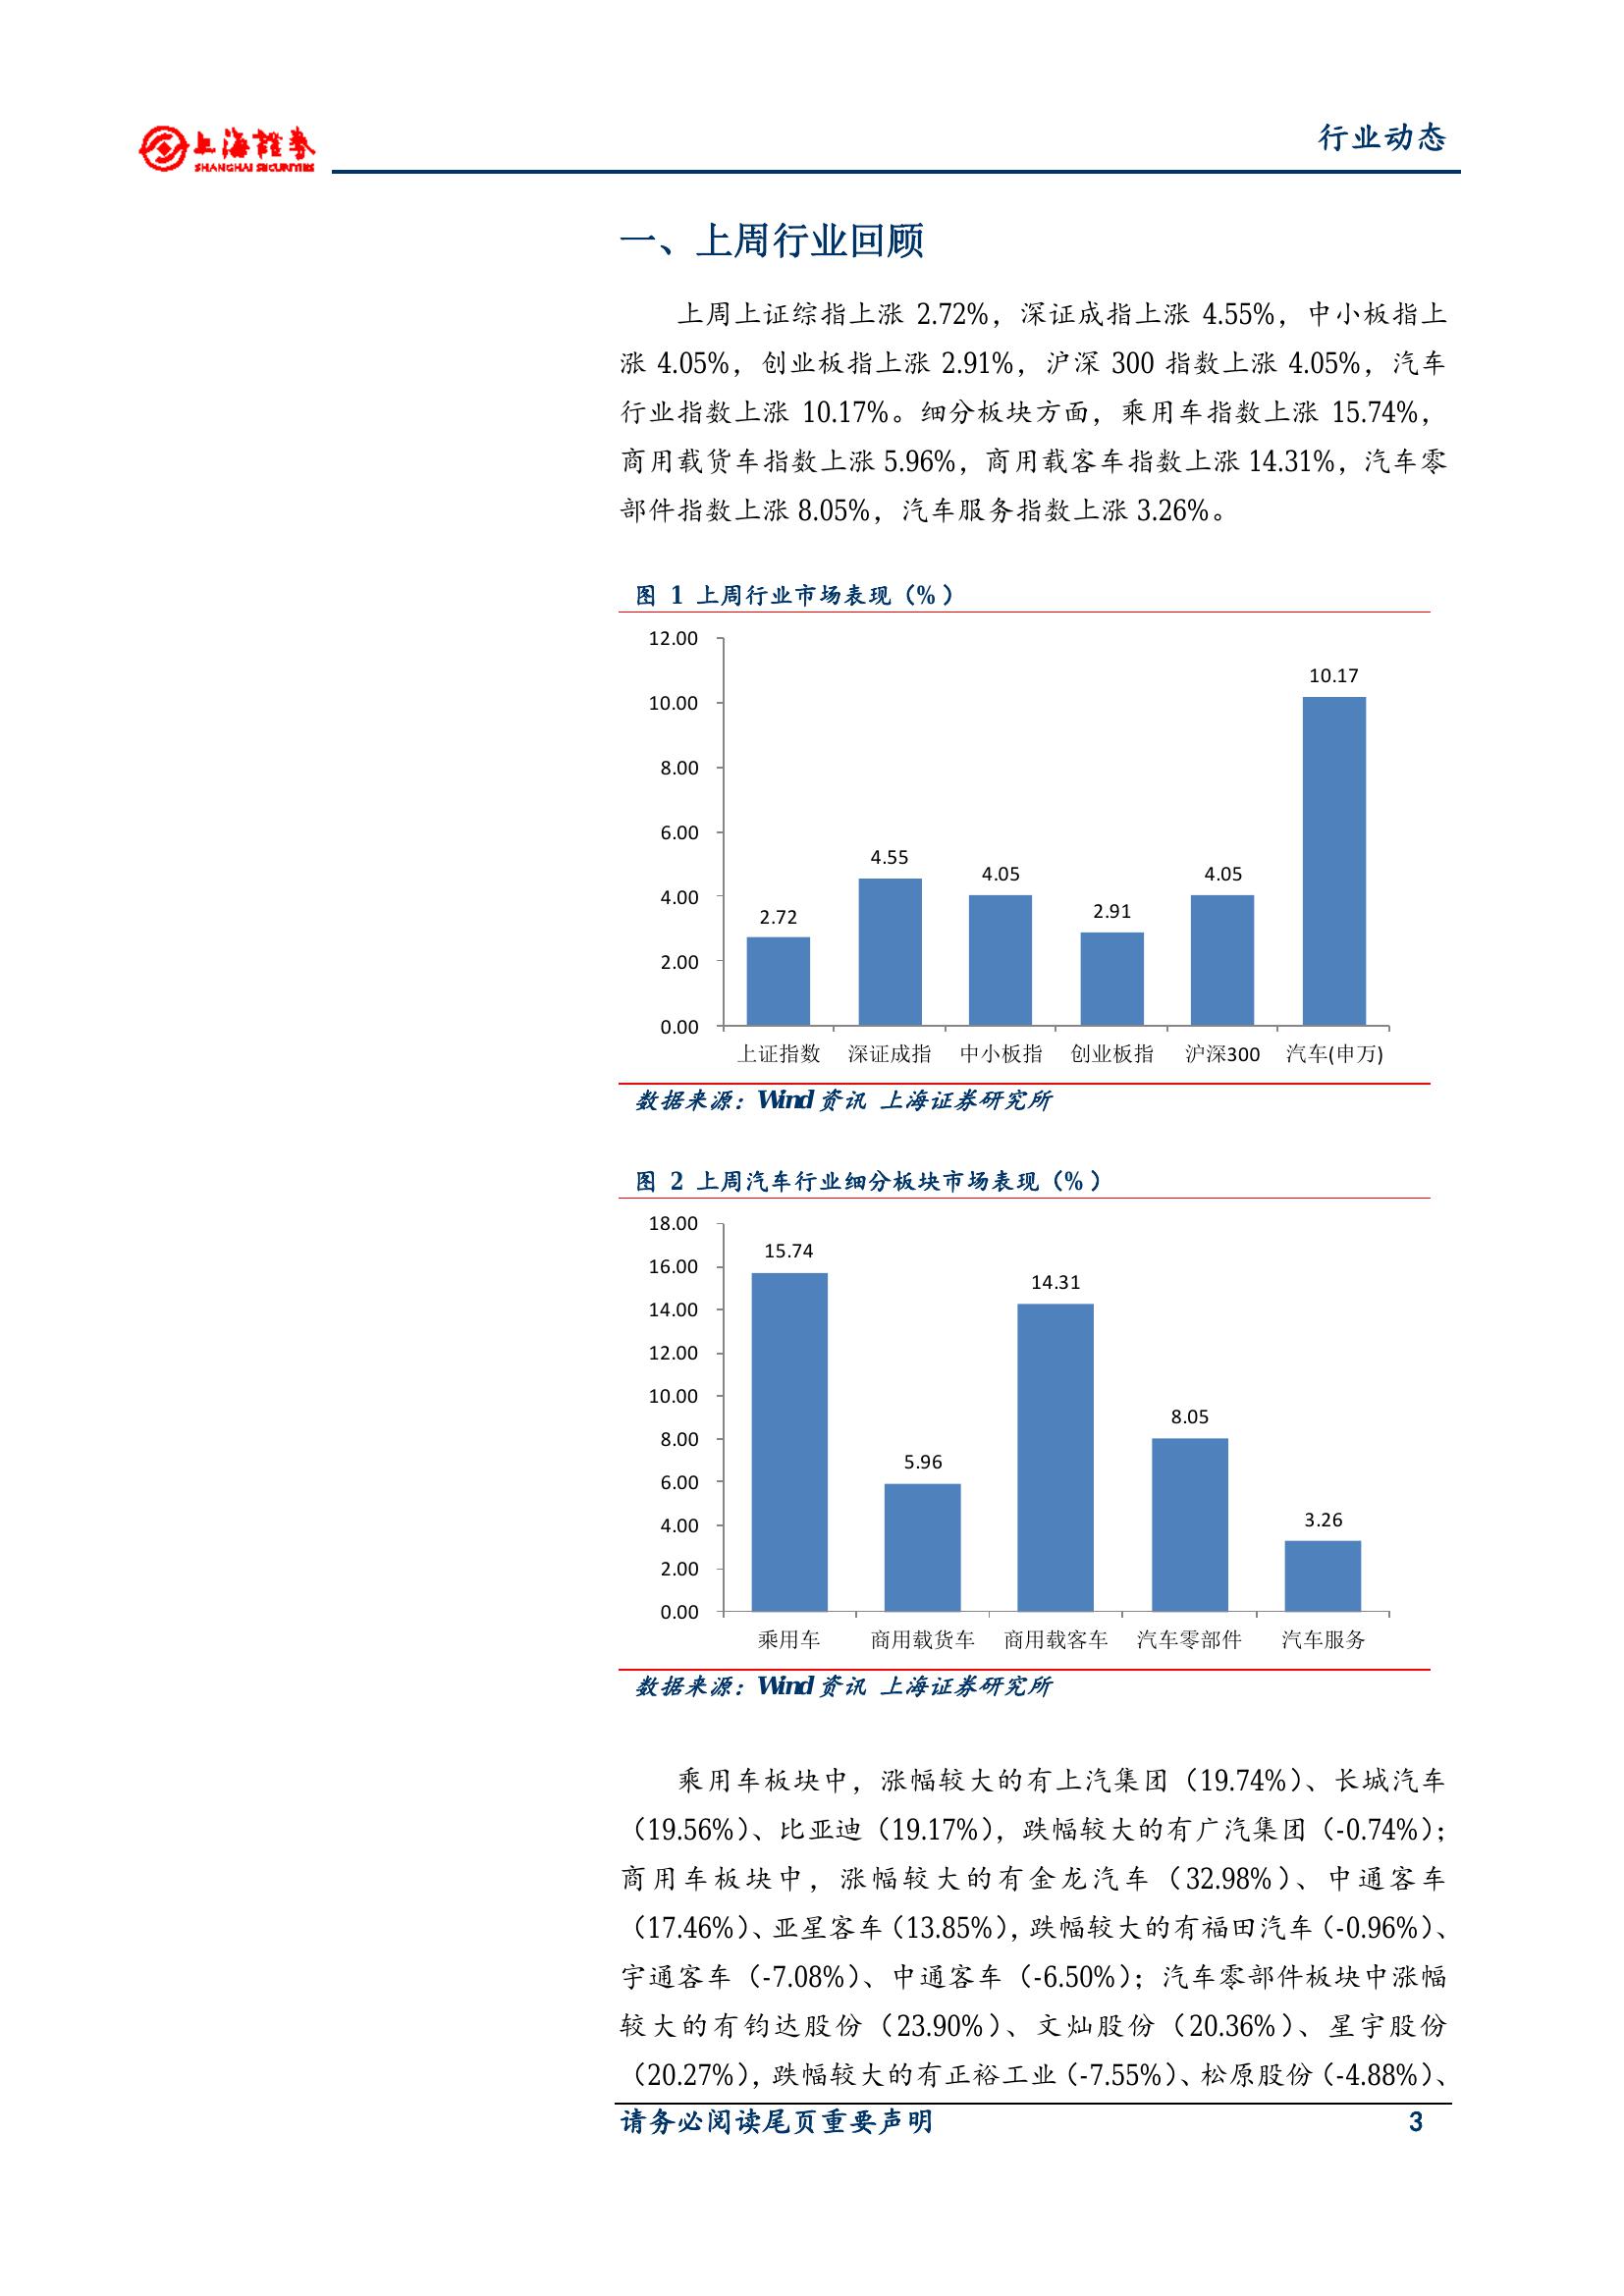 上海證券
SHANGHAI SECURITIES
行业动态
一、上周行业回顾
上周上证综指上涨 2.72%，深证成指上涨 4.55%，中小板指上
涨 4.05%，创业板指上涨 2.91%，沪深 300 指数上涨 4.05%，汽车
行业指数上涨 10.17%。细分板块方面，乘用车指数上涨 15.74%，
商用载货车指数上涨 5.96%，商用载客车指数上涨 14.31%，汽车零
部件指数上涨 8.05%，汽车服务指数上涨 3.26%。
图 1 上周行业市场表现（%）
12.00
10.00
8.00
6.00
4.00
2.00
0.00
2.72
4.55
4.05
2.91
4.05
10.17
上证指数 深证成指 中小板指 创业板指 沪深300 汽车(申万)
数据来源：Wind 资讯 上海证券研究所
图 2 上周汽车行业细分板块市场表现（%）
18.00
16.00
14.00
12.00
10.00
8.00
6.00
4.00
2.00
0.00
15.74
5.96
14.31
8.05
3.26
乘用车 商用载货车 商用载客车 汽车零部件 汽车服务
数据来源：Wind 资讯 上海证券研究所
乘用车板块中，涨幅较大的有上汽集团（19.74%）、长城汽车
（19.56%）、比亚迪（19.17%），跌幅较大的有广汽集团（-0.74%）；
商用车板块中，涨幅较大的有金龙汽车（32.98%）、中通客车
（17.46%）、亚星客车（13.85%），跌幅较大的有福田汽车（-0.96%）、
宇通客车（-7.08%）、中通客车（-6.50%）；汽车零部件板块中涨幅
较大的有钧达股份（23.90%）、文灿股份（20.36%）、星宇股份
（20.27%），跌幅较大的有正裕工业（-7.55%）、松原股份（-4.88%）、
请务必阅读尾页重要声明 3